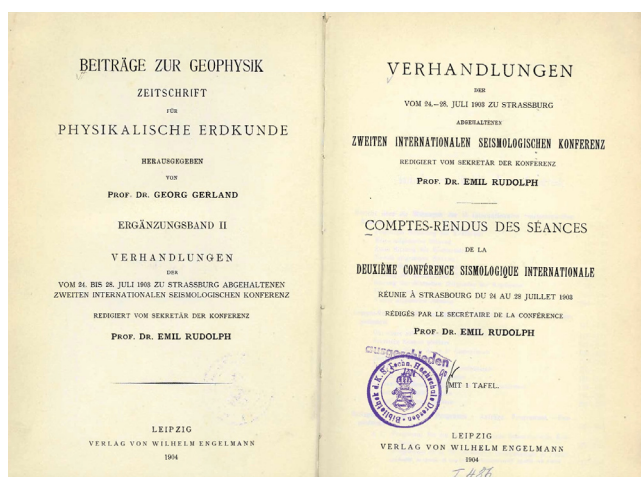 BEITRÄGE ZUR GEOPHYSIK
ZEITSCHRIFT
FÜR
PHYSIKALISCHE ERDKUNDE
HERAUSGEGEBEN
VON
PROF. DR. GEORG GERLAND
ERGÄNZUNGSBAND II
VERHANDLUNGEN
DER
VOM 24. BIS 28. JULI 1903 ZU STRASSBURG ABGEHALTENEN
ZWEITEN INTERNATIONALEN SEISMOLOGISCHEN KONFERENZ
REDIGIERT VOM SEKRETÄR DER KONFERENZ
PROF. DR. EMIL RUDOLPH
LEIPZIG
VERLAG VON WILHELM ENGELMANN
1904
VERHANDLUNGEN
DER
VOM 24.–28. JULI 1903 ZU STRASSBURG
ABGEHALTENEN
ZWEITEN INTERNATIONALEN SEISMOLOGISCHEN KONFERENZ
REDIGIERT VOM SEKRETÄR DER KONFERENZ
PROF. DR. EMIL RUDOLPH
COMPTES-RENDUS DES SÉANCES
DE LA
DEUXIÈME CONFÉRENCE SISMOLOGIQUE INTERNATIONALE
RÉUNIE À STRASBOURG DU 24 AU 28 JUILLET 1903
RÉDIGÉS PAR LE SECRÉTAIRE DE LA CONFÉRENCE
PROF. DR. EMIL RUDOLPH
ausgeschieden
Bibliothek d. K. S. Techn. Hochschule Dresden
MIT 1 TAFEL.
LEIPZIG
VERLAG VON WILHELM ENGELMANN
1904